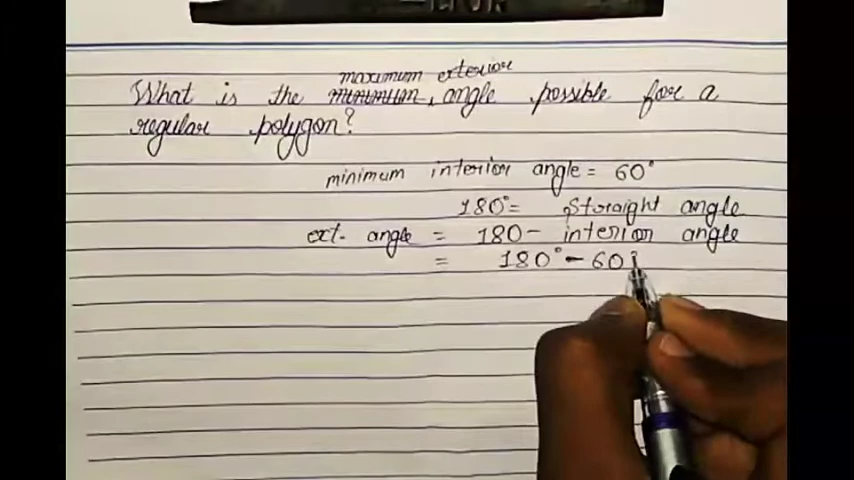 maximum exterior
What is the minimum, angle possible for a
regular polygon?
minimum interior angle = 60°
180° = straight angle
ext. angle = 180 - interior angle
= 180° - 60°